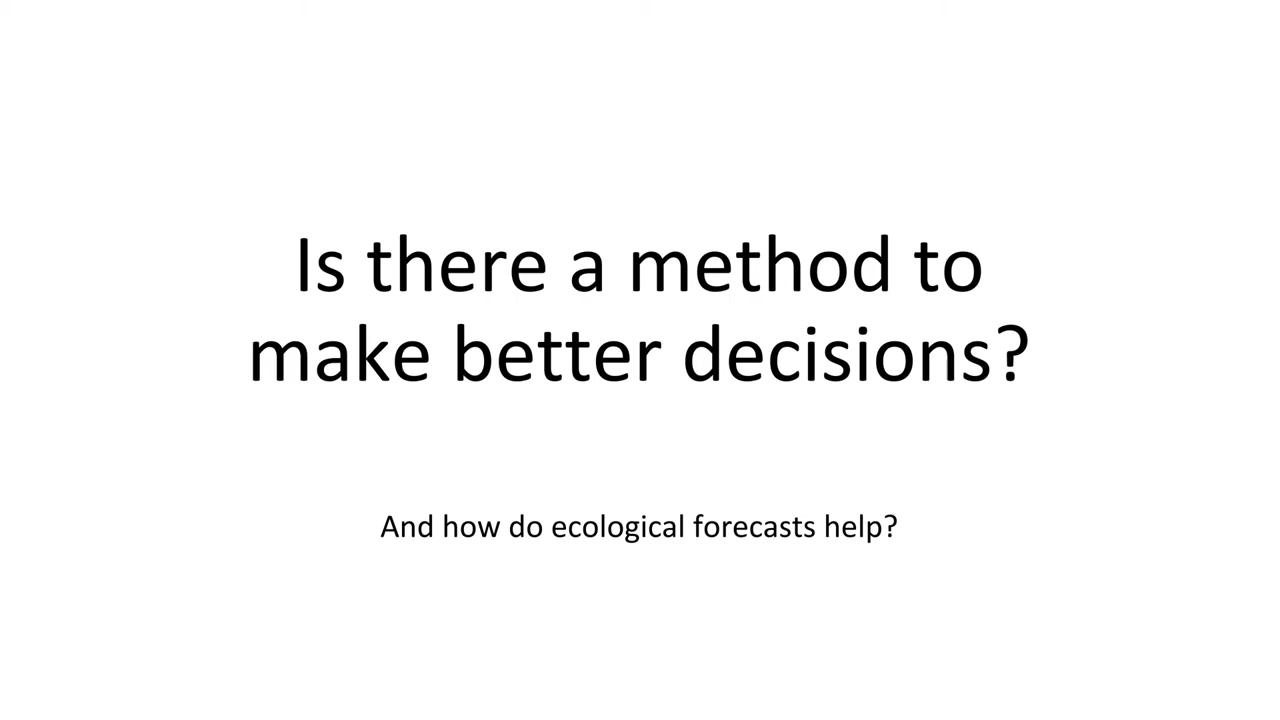 Is there a method to
make better decisions?
And how do ecological forecasts help?